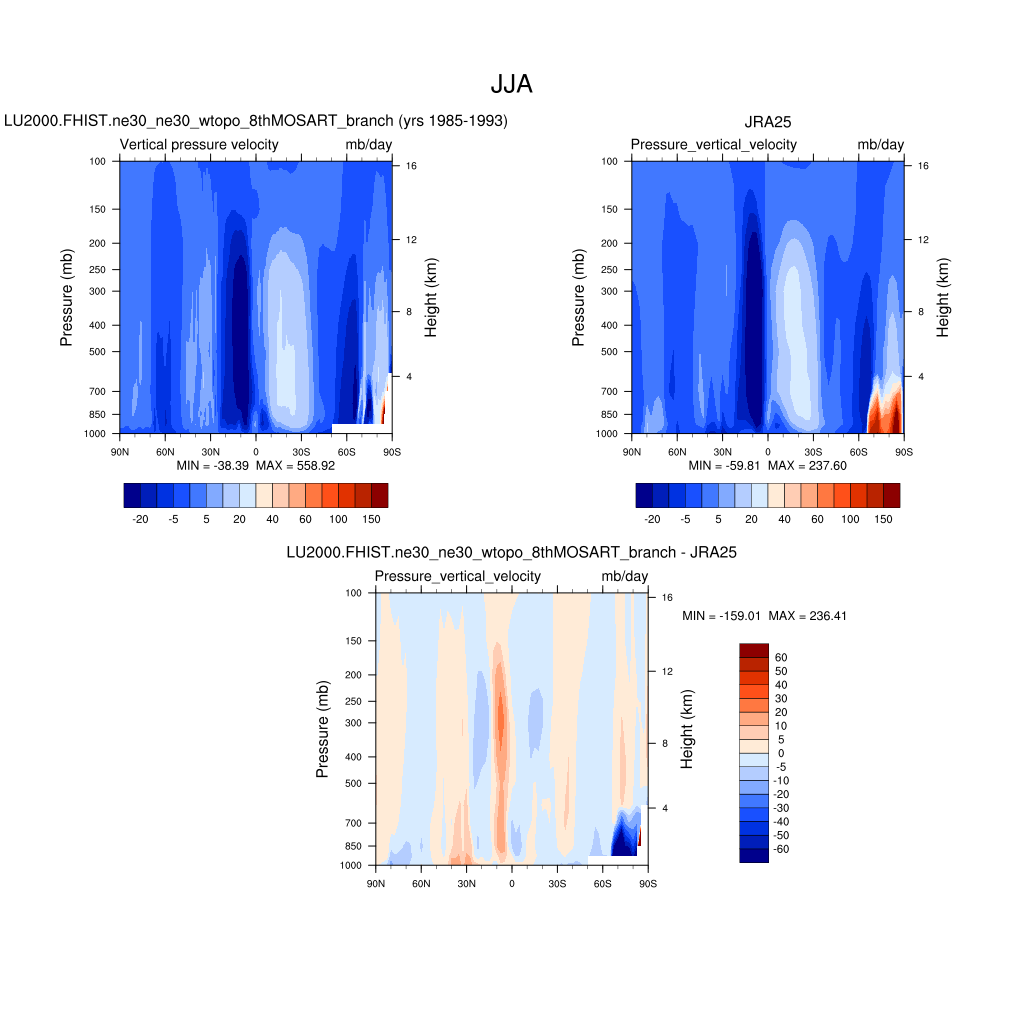 JJA
LU2000.FHIST.ne30_ne30_wtopo_8thMOSART_branch (yrs 1985-1993)
Vertical pressure velocity mb/day
100
150
200
250
300
400
500
700
850
1000
Pressure (mb)
16
12
8
4
Height (km)
90N 60N 30N 0 30S 60S 90S
MIN = -38.39 MAX = 558.92
-20 -5 5 20 40 60 100 150
JRA25
Pressure_vertical_velocity mb/day
100
150
200
250
300
400
500
700
850
1000
Pressure (mb)
16
12
8
4
Height (km)
90N 60N 30N 0 30S 60S 90S
MIN = -59.81 MAX = 237.60
-20 -5 5 20 40 60 100 150
LU2000.FHIST.ne30_ne30_wtopo_8thMOSART_branch - JRA25
Pressure_vertical_velocity mb/day
100
150
200
250
300
400
500
700
850
1000
Pressure (mb)
16
12
8
4
Height (km)
90N 60N 30N 0 30S 60S 90S
MIN = -159.01 MAX = 236.41
60
50
40
30
20
10
5
0
-5
-10
-20
-30
-40
-50
-60